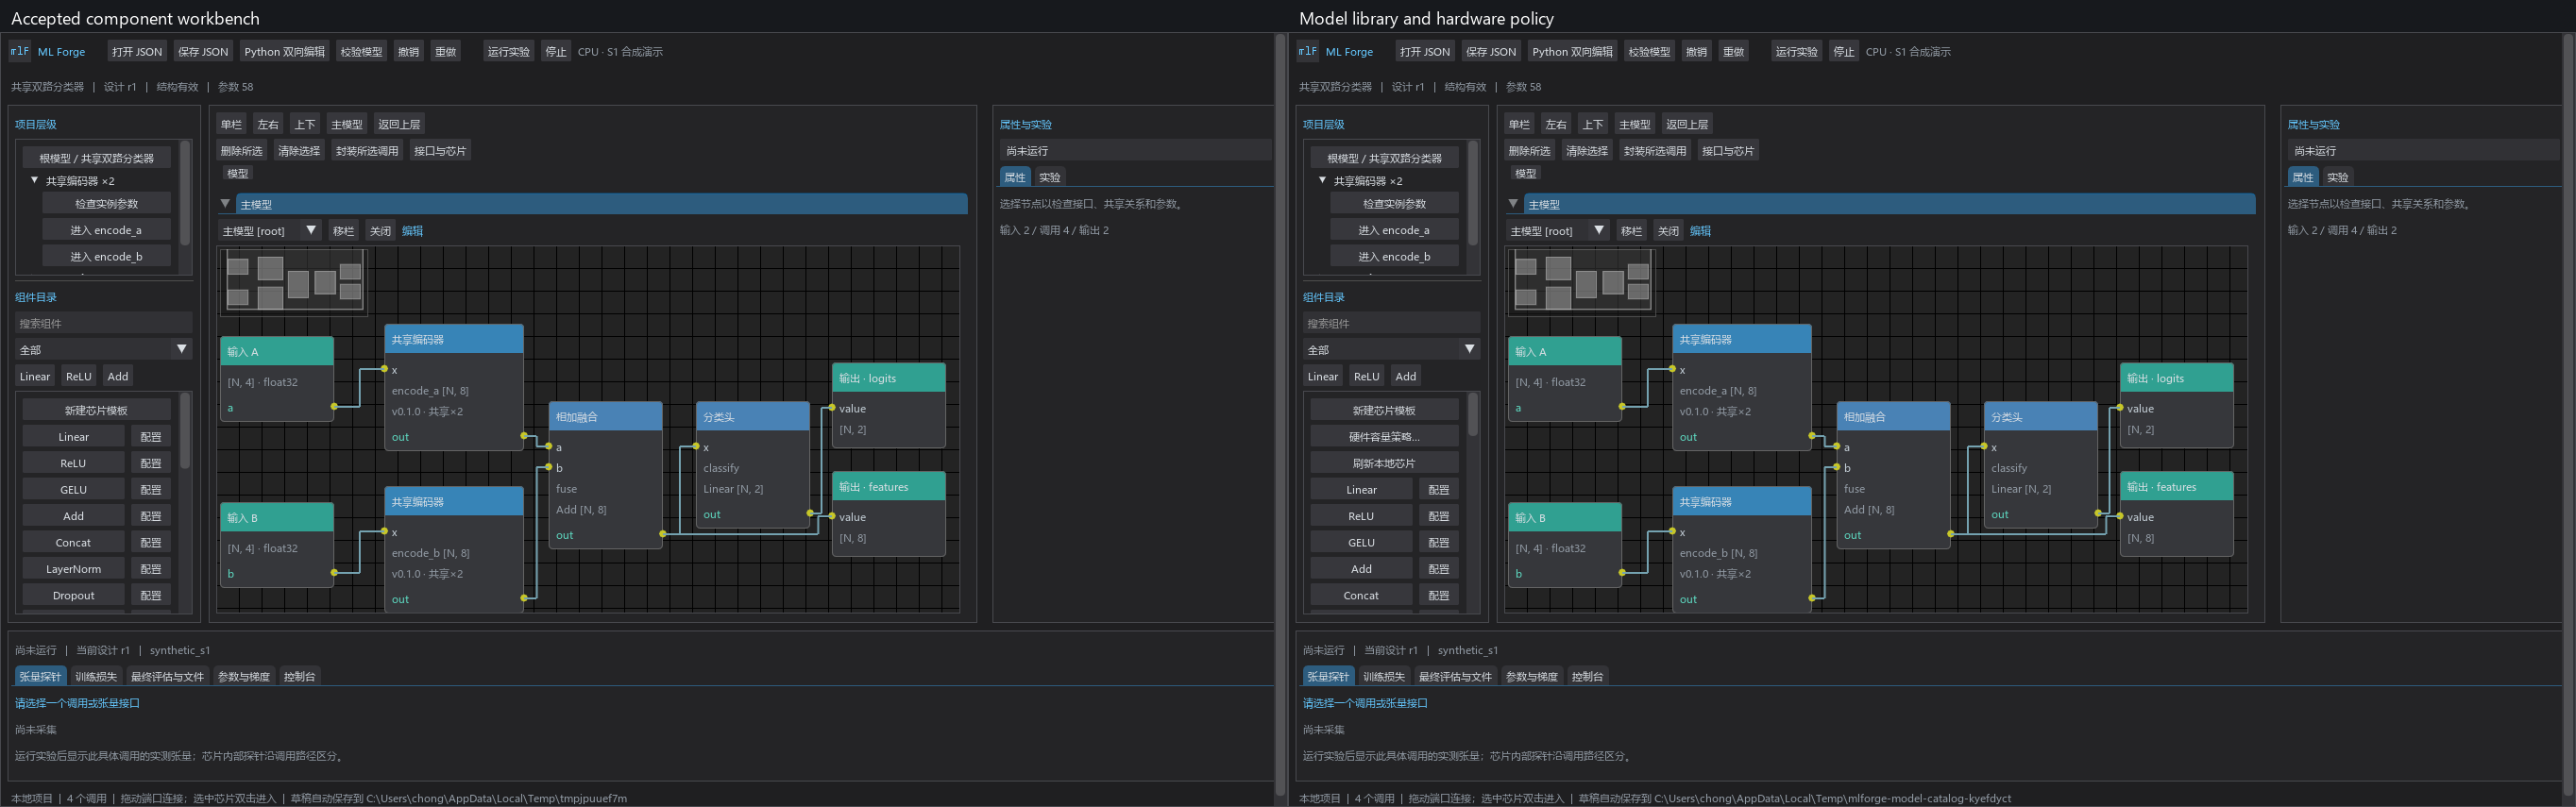 Accepted component workbench
mlF ML Forge 打开 JSON 保存 JSON Python 双向编辑 校验模型 撤销 重做 运行实验 停止 CPU · S1 合成演示
共享双路分类器 | 设计 r1 | 结构有效 | 参数 58
项目层级
根模型 / 共享双路分类器
共享编码器 ×2
检查实例参数
进入 encode_a
进入 encode_b
组件目录
搜索组件
全部
Linear ReLU Add
新建芯片模板
Linear 配置
ReLU 配置
GELU 配置
Add 配置
Concat 配置
LayerNorm 配置
Dropout 配置
单栏 左右 上下 主模型 返回上层
删除所选 清除选择 封装所选调用 接口与芯片
模型
主模型
主模型 [root] 移栏 关闭 编辑
输入 A
[N, 4] · float32
a
输入 B
[N, 4] · float32
b
共享编码器
x
encode_a [N, 8]
v0.1.0 · 共享×2
out
共享编码器
x
encode_b [N, 8]
v0.1.0 · 共享×2
out
相加融合
a
b
fuse
Add [N, 8]
out
分类头
x
classify
Linear [N, 2]
out
输出 · logits
value
[N, 2]
输出 · features
value
[N, 8]
属性与实验
尚未运行
属性 实验
选择节点以检查接口、共享关系和参数。
输入 2 / 调用 4 / 输出 2
尚未运行 | 当前设计 r1 | synthetic_s1
张量探针 训练损失 最终评估与文件 参数与梯度 控制台
请选择一个调用或张量接口
尚未采集
运行实验后显示此具体调用的实测张量；芯片内部探针沿调用路径区分。
本地项目 | 4 个调用 | 拖动端口连接；选中芯片双击进入 | 草稿自动保存到 C:\Users\chong\AppData\Local\Temp\tmpjpuuef7m
Model library and hardware policy
mlF ML Forge 打开 JSON 保存 JSON Python 双向编辑 校验模型 撤销 重做 运行实验 停止 CPU · S1 合成演示
共享双路分类器 | 设计 r1 | 结构有效 | 参数 58
项目层级
根模型 / 共享双路分类器
共享编码器 ×2
检查实例参数
进入 encode_a
进入 encode_b
组件目录
搜索组件
全部
Linear ReLU Add
新建芯片模板
硬件容量策略...
刷新本地芯片
Linear 配置
ReLU 配置
GELU 配置
Add 配置
Concat 配置
单栏 左右 上下 主模型 返回上层
删除所选 清除选择 封装所选调用 接口与芯片
模型
主模型
主模型 [root] 移栏 关闭 编辑
输入 A
[N, 4] · float32
a
输入 B
[N, 4] · float32
b
共享编码器
x
encode_a [N, 8]
v0.1.0 · 共享×2
out
共享编码器
x
encode_b [N, 8]
v0.1.0 · 共享×2
out
相加融合
a
b
fuse
Add [N, 8]
out
分类头
x
classify
Linear [N, 2]
out
输出 · logits
value
[N, 2]
输出 · features
value
[N, 8]
属性与实验
尚未运行
属性 实验
选择节点以检查接口、共享关系和参数。
输入 2 / 调用 4 / 输出 2
尚未运行 | 当前设计 r1 | synthetic_s1
张量探针 训练损失 最终评估与文件 参数与梯度 控制台
请选择一个调用或张量接口
尚未采集
运行实验后显示此具体调用的实测张量；芯片内部探针沿调用路径区分。
本地项目 | 4 个调用 | 拖动端口连接；选中芯片双击进入 | 草稿自动保存到 C:\Users\chong\AppData\Local\Temp\mlforge-model-catalog-kyefdyct